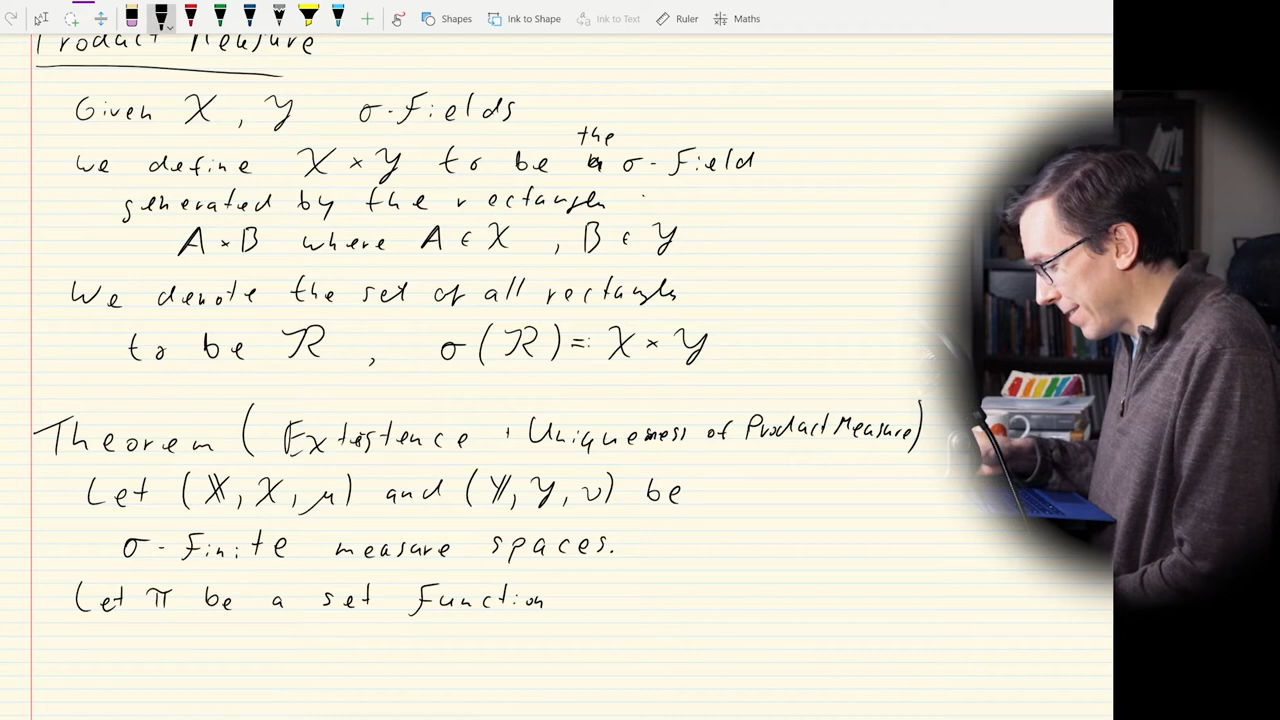 Shapes Ink to Shape Ink to Text Ruler Maths
Product Measure
Given X, Y σ-fields
the
We define X × Y to be σ-field
generated by the rectangles
A × B where A ∈ X, B ∈ Y
We denote the set of all rectangles
to be R, σ(R) =: X × Y
Theorem (Existence + Uniqueness of Product Measure)
Let (𝕏, X, μ) and (𝕐, Y, ν) be
σ-finite measure spaces.
Let π be a set function